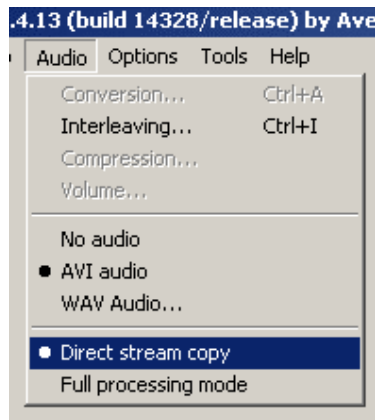 .4.13 (build 14328/release) by Ave
Audio Options Tools Help
Conversion... Ctrl+A
Interleaving... Ctrl+I
Compression...
Volume...
No audio
AVI audio
WAV Audio...
Direct stream copy
Full processing mode